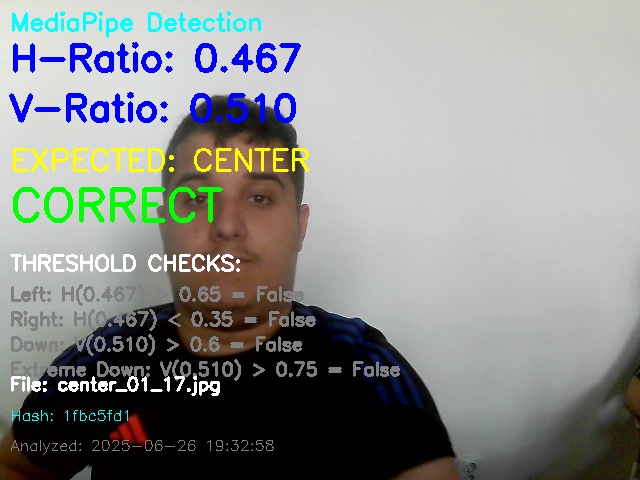 MediaPipe Detection
H-Ratio: 0.467
V-Ratio: 0.510
EXPECTED: CENTER
CORRECT
THRESHOLD CHECKS:
Left: H(0.467) > 0.65 = False
Right: H(0.467) < 0.35 = False
Down: V(0.510) > 0.6 = False
Extreme Down: V(0.510) > 0.75 = False
File: center_01_17.jpg
Hash: 1fbc5fd1
Analyzed: 2025-06-26 19:32:58